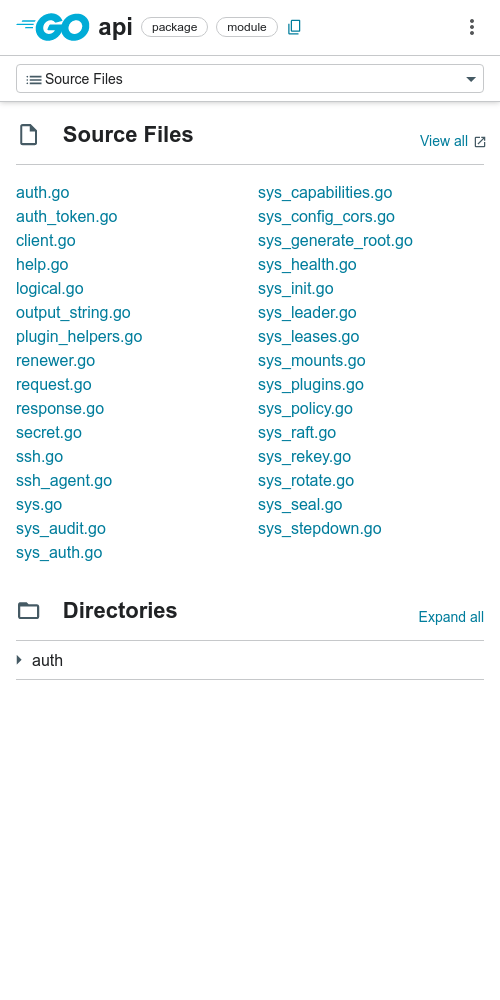 GO api package module
Source Files
Source Files
View all
auth.go
auth_token.go
client.go
help.go
logical.go
output_string.go
plugin_helpers.go
renewer.go
request.go
response.go
secret.go
ssh.go
ssh_agent.go
sys.go
sys_audit.go
sys_auth.go
sys_capabilities.go
sys_config_cors.go
sys_generate_root.go
sys_health.go
sys_init.go
sys_leader.go
sys_leases.go
sys_mounts.go
sys_plugins.go
sys_policy.go
sys_raft.go
sys_rekey.go
sys_rotate.go
sys_seal.go
sys_stepdown.go
Directories
Expand all
auth